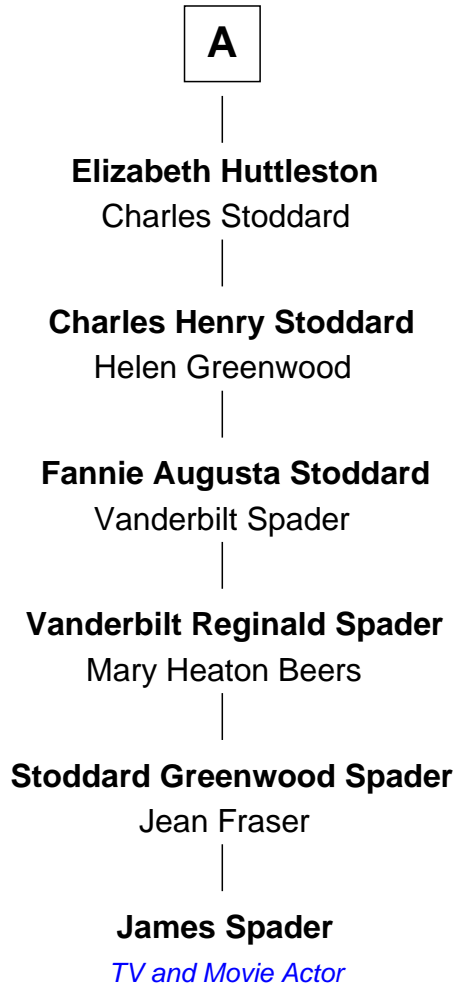 A
Elizabeth Huttleston
Charles Stoddard
Charles Henry Stoddard
Helen Greenwood
Fannie Augusta Stoddard
Vanderbilt Spader
Vanderbilt Reginald Spader
Mary Heaton Beers
Stoddard Greenwood Spader
Jean Fraser
James Spader
TV and Movie Actor